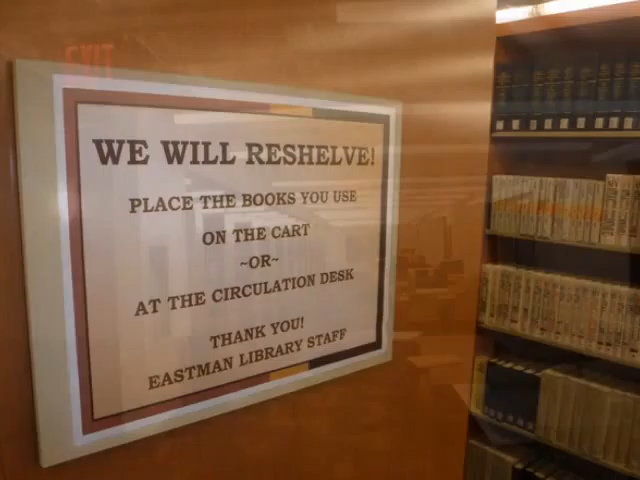 EXIT
WE WILL RESHELVE!
PLACE THE BOOKS YOU USE
ON THE CART
~OR~
AT THE CIRCULATION DESK
THANK YOU!
EASTMAN LIBRARY STAFF